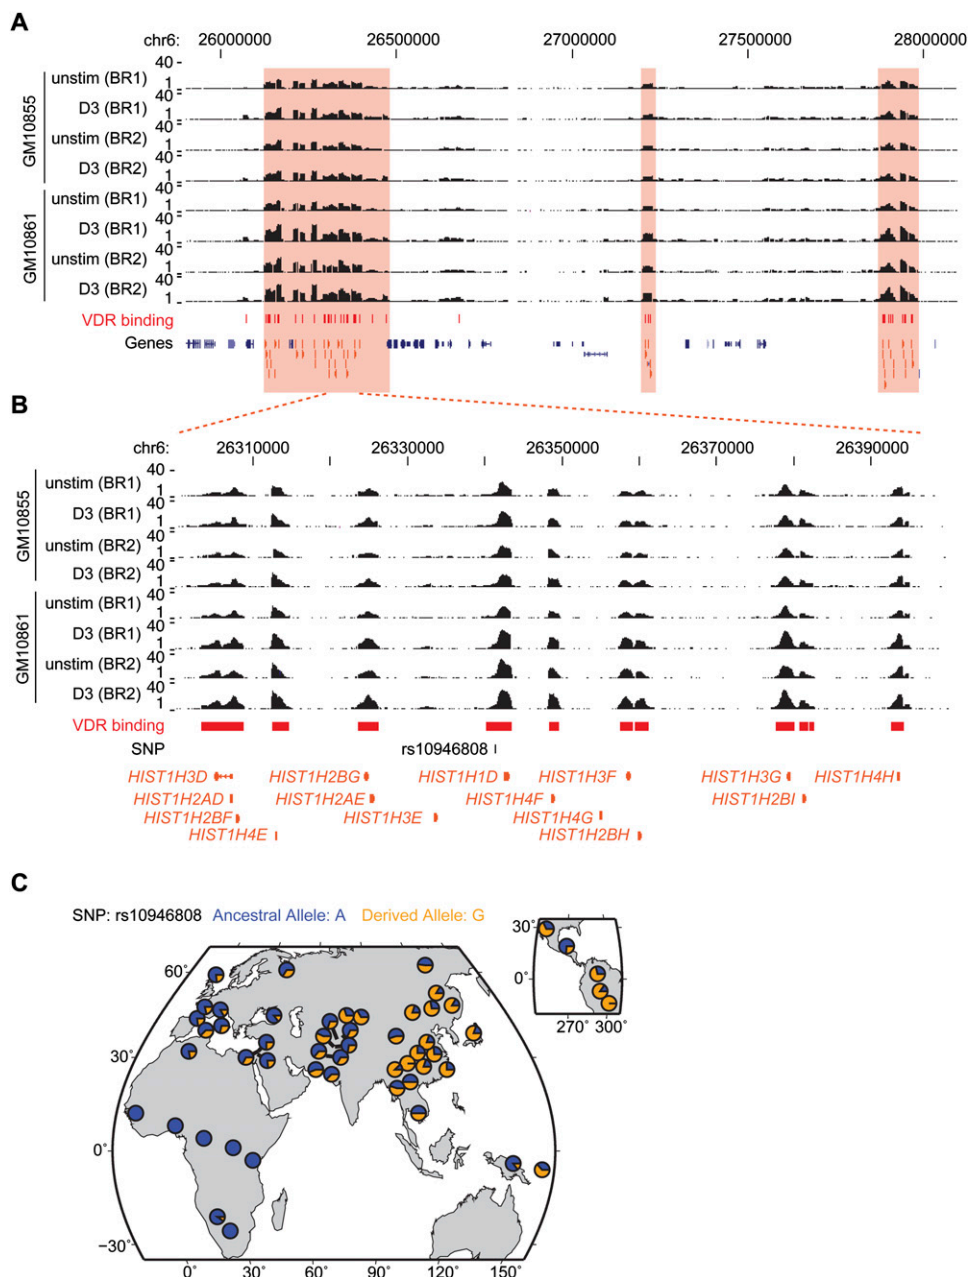 A
chr6: 26000000 26500000 27000000 27500000 28000000
40
unstim (BR1) 1
40
D3 (BR1) 1
40
unstim (BR2) 1
40
D3 (BR2) 1
40
unstim (BR1) 1
40
D3 (BR1) 1
40
unstim (BR2) 1
40
D3 (BR2) 1
GM10855
GM10861
VDR binding
Genes
B
chr6: 26310000 26330000 26350000 26370000 26390000
40
unstim (BR1) 1
40
D3 (BR1) 1
40
unstim (BR2) 1
40
D3 (BR2) 1
40
unstim (BR1) 1
40
D3 (BR1) 1
40
unstim (BR2) 1
40
D3 (BR2) 1
GM10855
GM10861
VDR binding
SNP rs10946808
HIST1H3D HIST1H2BG HIST1H1D HIST1H3F HIST1H3G HIST1H4H
HIST1H2AD HIST1H2AE HIST1H4F HIST1H2BI
HIST1H2BF HIST1H3E HIST1H4G
HIST1H4E HIST1H2BH
C
SNP: rs10946808 Ancestral Allele: A Derived Allele: G
30°
0°
270° 300°
60°
30°
0°
−30°
0° 30° 60° 90° 120° 150°